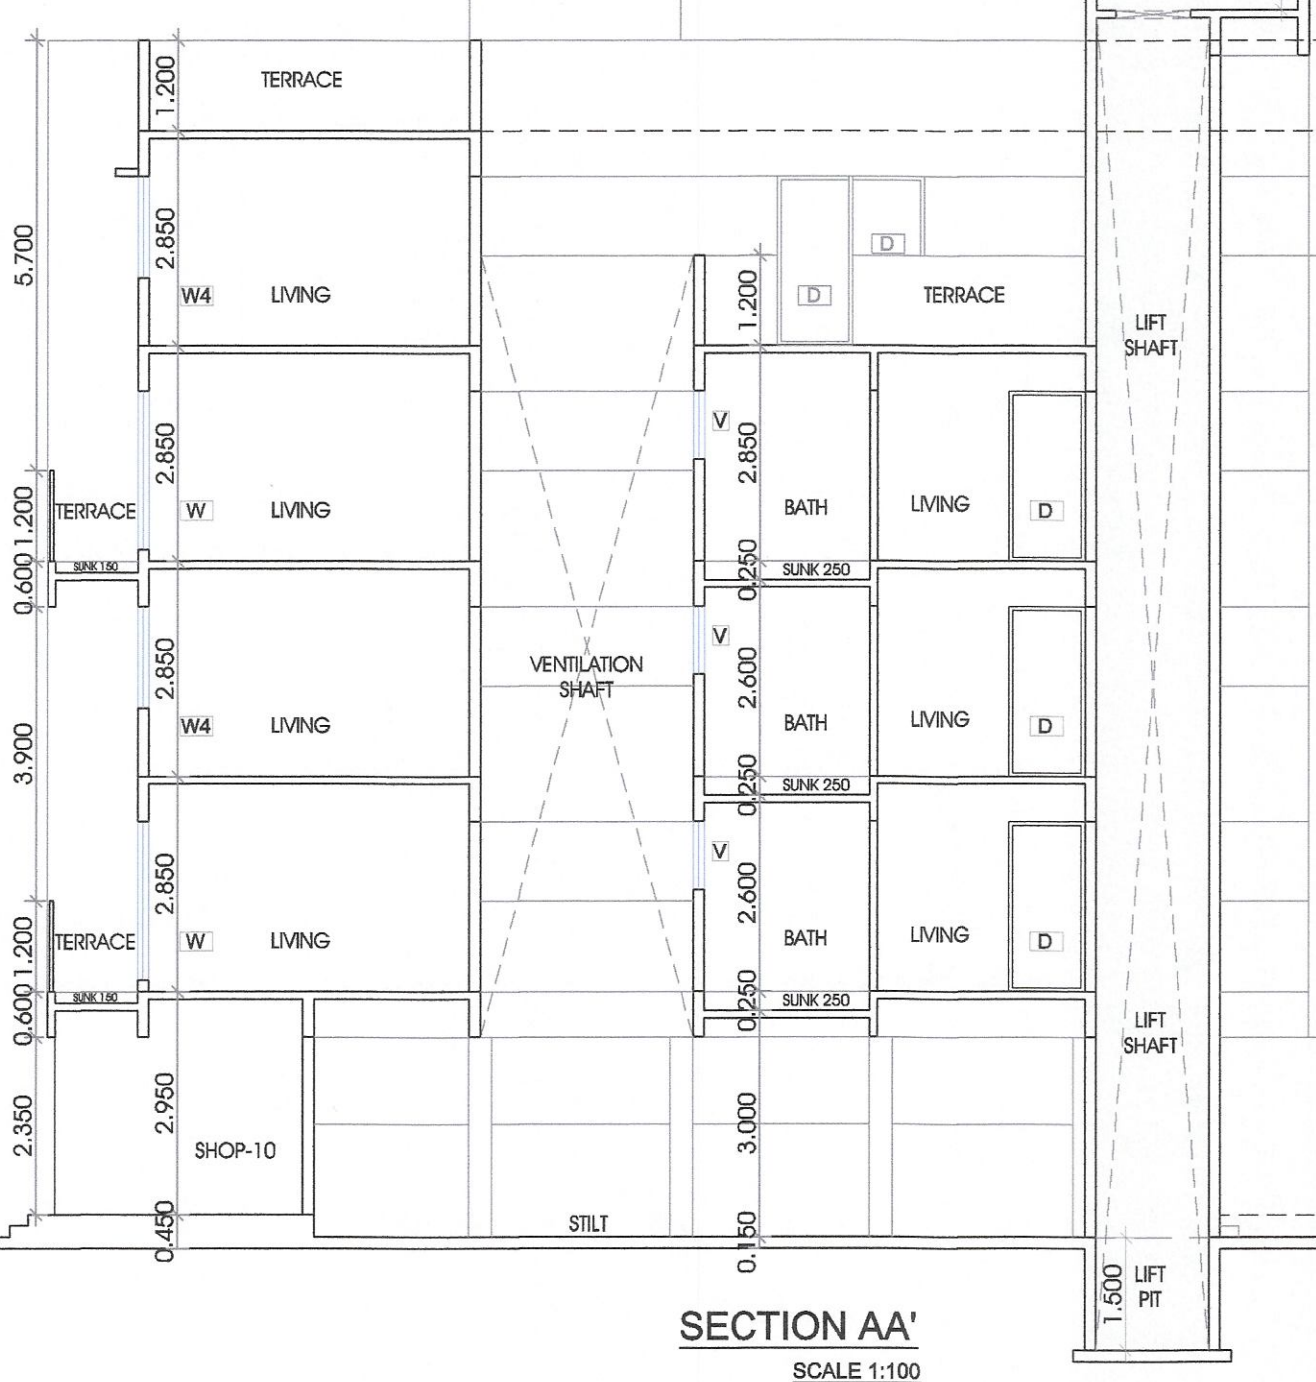 1.200
TERRACE
5.700
2.850
W4
LIVING
D
D
1.200
TERRACE
LIFT
SHAFT
1.200
TERRACE
2.850
W
LIVING
V
2.850
BATH
LIVING
D
0.600
SUNK 150
0.250
SUNK 250
3.900
2.850
W4
LIVING
VENTILATION
SHAFT
V
2.600
BATH
LIVING
D
0.250
SUNK 250
1.200
TERRACE
2.850
W
LIVING
V
2.600
BATH
LIVING
D
0.600
SUNK 150
0.250
SUNK 250
LIFT
SHAFT
2.350
2.950
SHOP-10
3.000
0.450
STILT
0.150
1.500
LIFT
PIT
SECTION AA'
SCALE 1:100